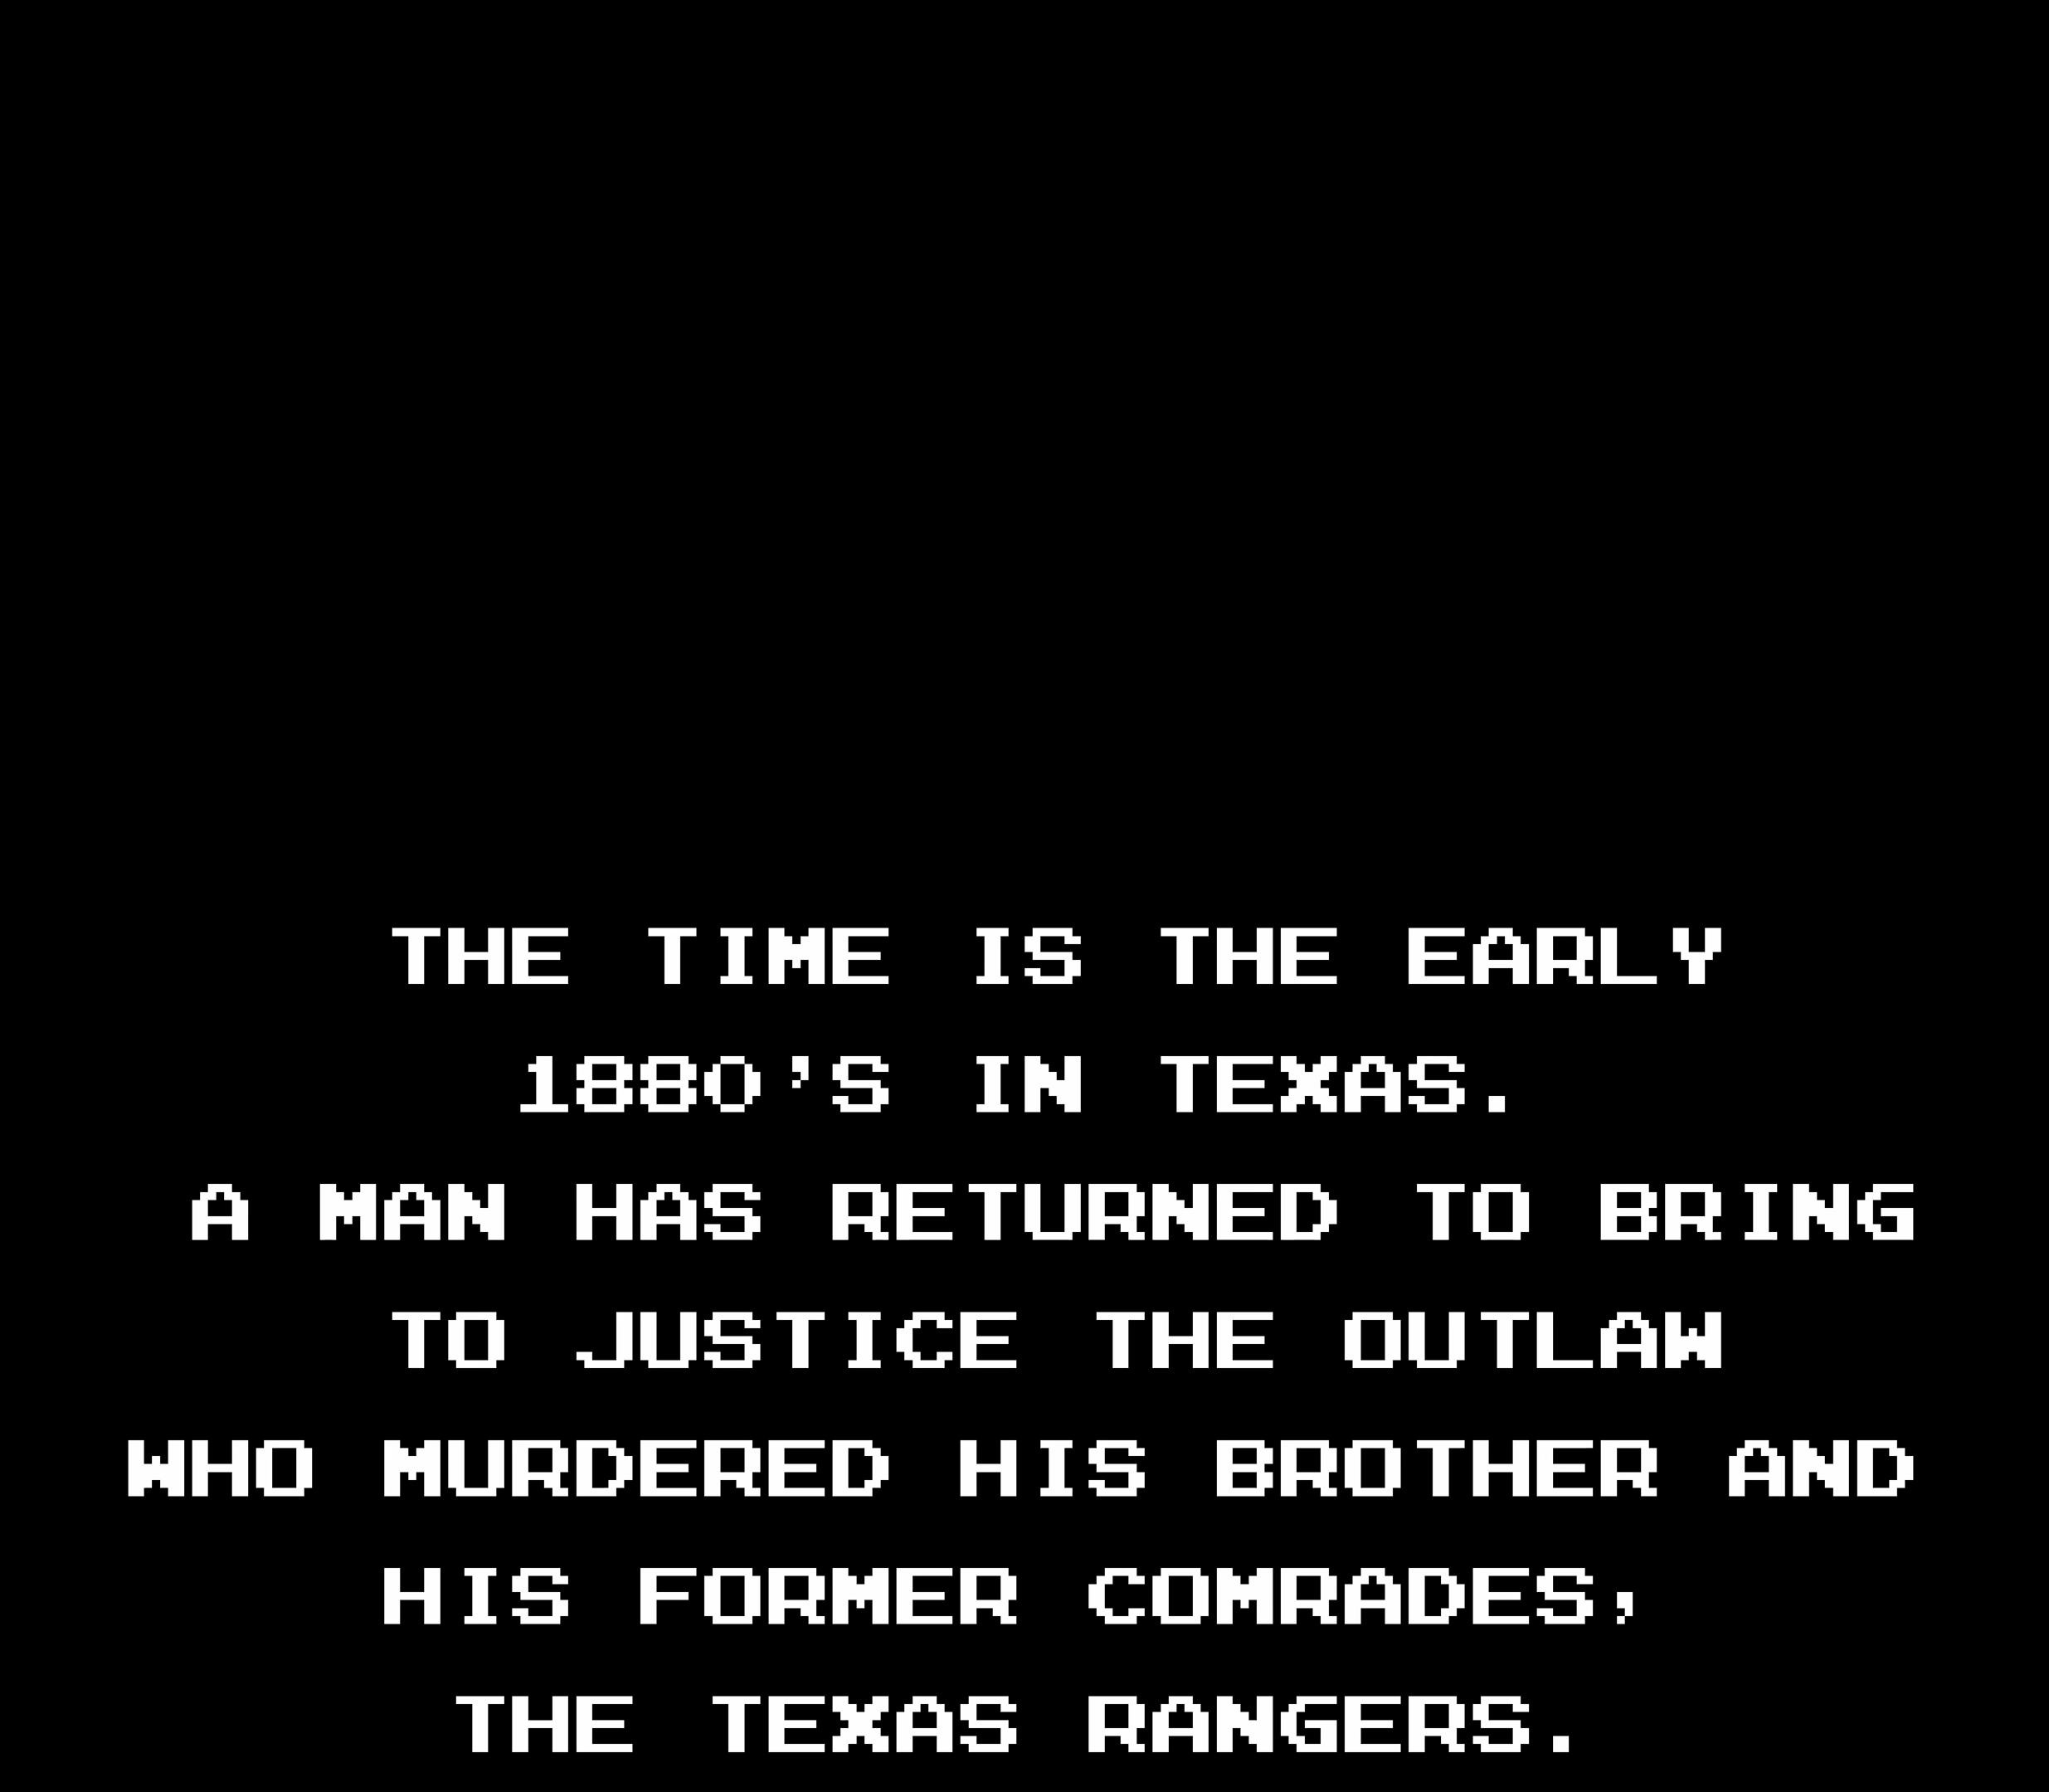 THE TIME IS THE EARLY
1880'S IN TEXAS.
A MAN HAS RETURNED TO BRING
TO JUSTICE THE OUTLAW
WHO MURDERED HIS BROTHER AND
HIS FORMER COMRADES,
THE TEXAS RANGERS.